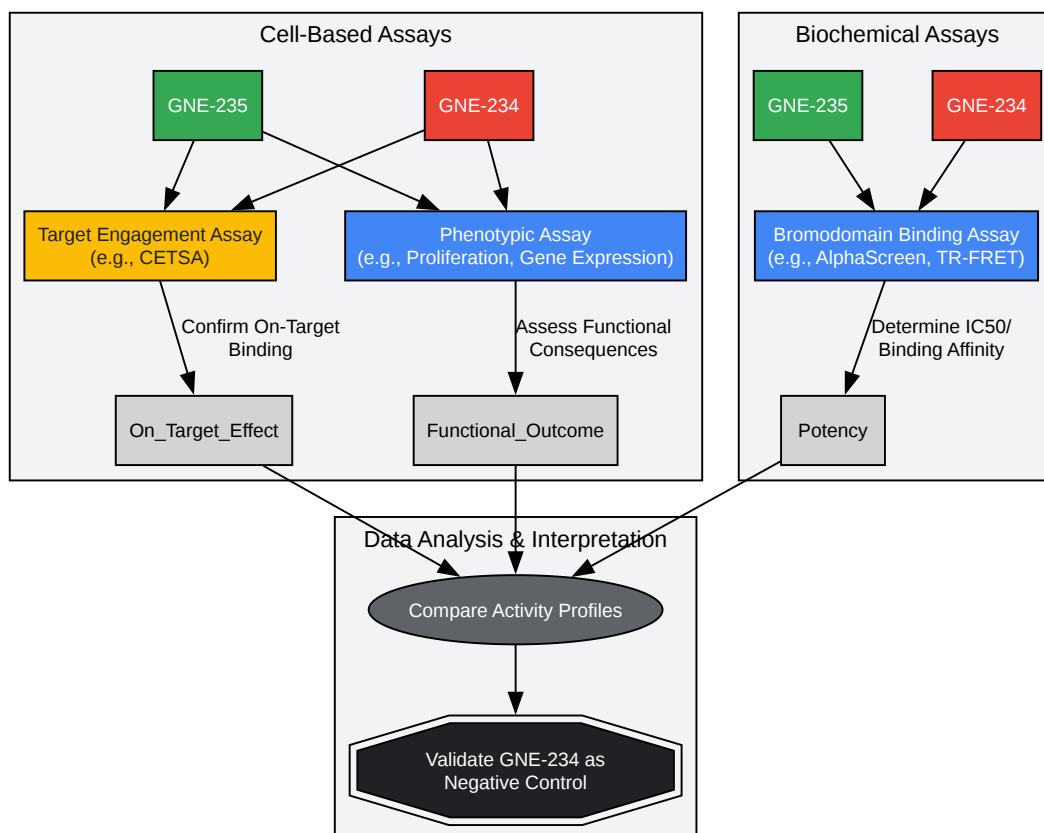 Cell-Based Assays
Biochemical Assays
GNE-235
GNE-234
GNE-235
GNE-234
Target Engagement Assay
(e.g., CETSA)
Phenotypic Assay
(e.g., Proliferation, Gene Expression)
Bromodomain Binding Assay
(e.g., AlphaScreen, TR-FRET)
Confirm On-Target
Binding
Assess Functional
Consequences
Determine IC50/
Binding Affinity
On_Target_Effect
Functional_Outcome
Potency
Data Analysis & Interpretation
Compare Activity Profiles
Validate GNE-234 as
Negative Control